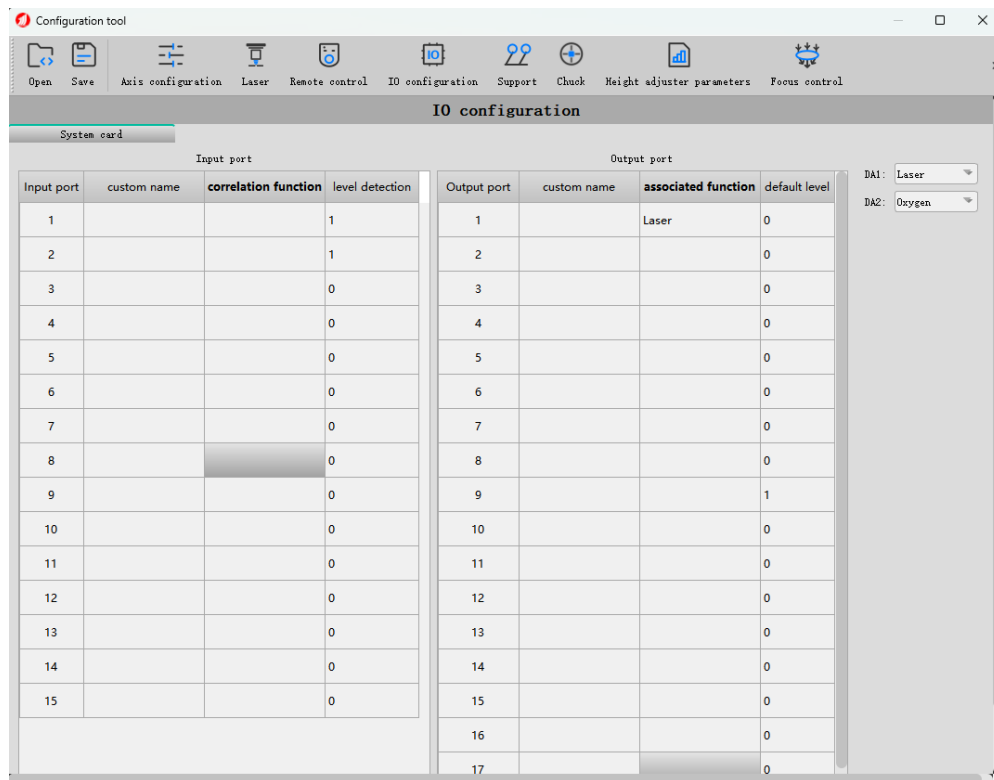 Configuration tool
Open Save Axis configuration Laser Remote control IO configuration Support Chuck Height adjuster parameters Focus control
IO configuration
System card
Input port Output port
Input port custom name correlation function level detection Output port custom name associated function default level
DA1: Laser
DA2: Oxygen
1 1 1 Laser 0
2 1 2 0
3 0 3 0
4 0 4 0
5 0 5 0
6 0 6 0
7 0 7 0
8 0 8 0
9 0 9 1
10 0 10 0
11 0 11 0
12 0 12 0
13 0 13 0
14 0 14 0
15 0 15 0
16 0
17 0